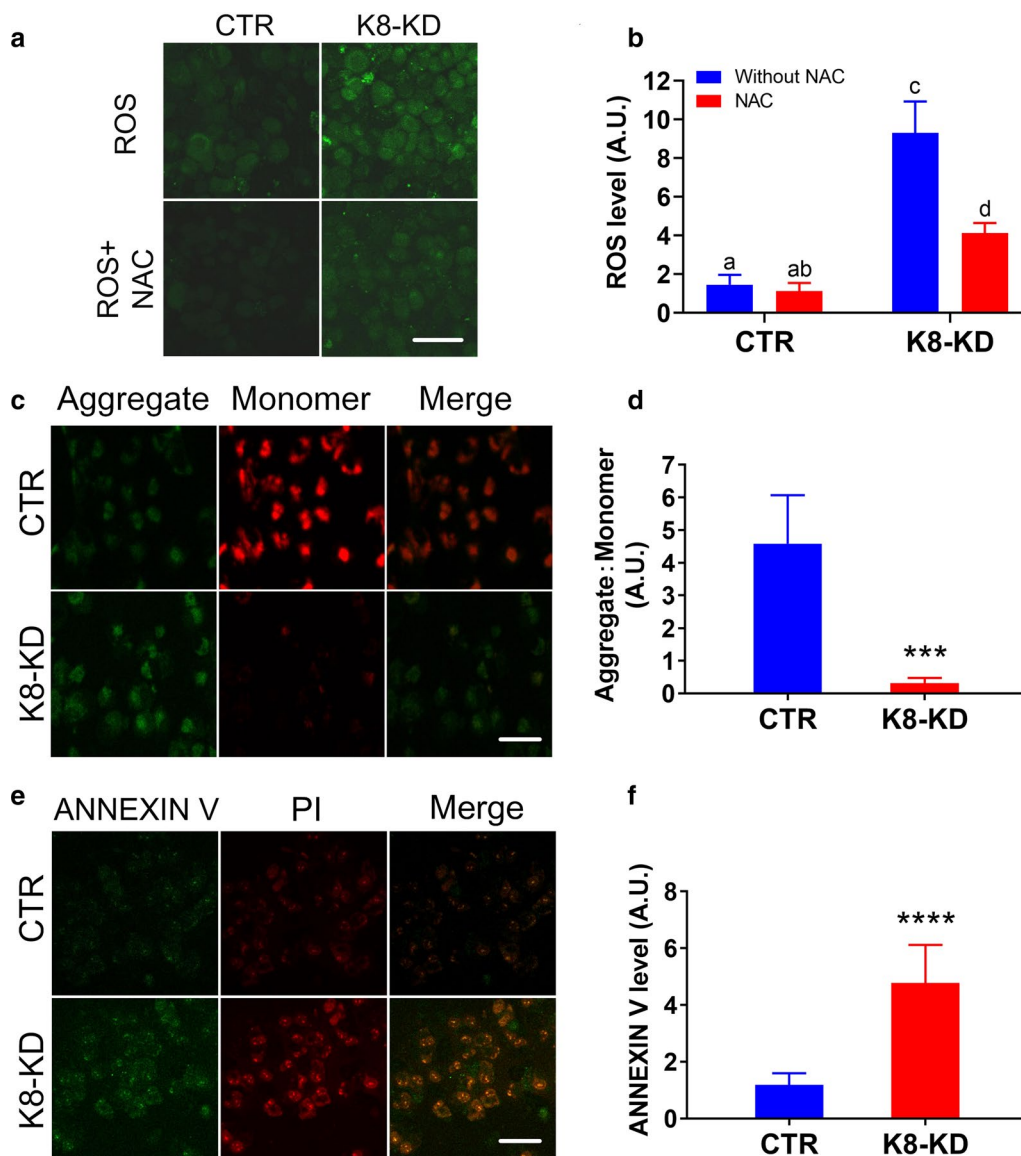 a
CTR K8-KD
ROS
ROS+
NAC
b
Without NAC
NAC
ROS level (A.U.)
12
10
8
6
4
2
0
a
ab
c
d
CTR K8-KD
c
Aggregate Monomer Merge
CTR
K8-KD
d
Aggregate : Monomer
(A.U.)
7
6
5
4
3
2
1
0
***
CTR K8-KD
e
ANNEXIN V PI Merge
CTR
K8-KD
f
ANNEXIN V level (A.U.)
8
6
4
2
0
****
CTR K8-KD